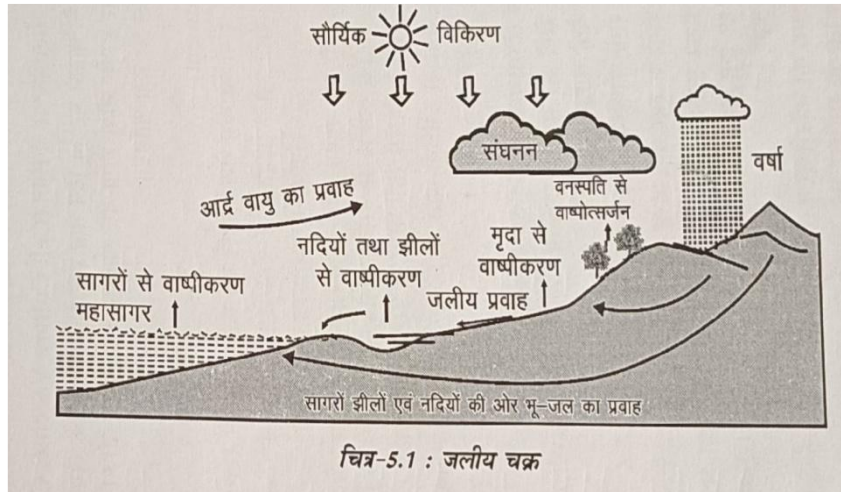 सौर्यिक विकिरण
संघनन
वर्षा
वनस्पति से
वाष्पोत्सर्जन
आर्द्र वायु का प्रवाह
नदियों तथा झीलों
से वाष्पीकरण
मृदा से
वाष्पीकरण
सागरों से वाष्पीकरण
महासागर
जलीय प्रवाह
सागरों झीलों एवं नदियों की ओर भू-जल का प्रवाह
चित्र-5.1 : जलीय चक्र